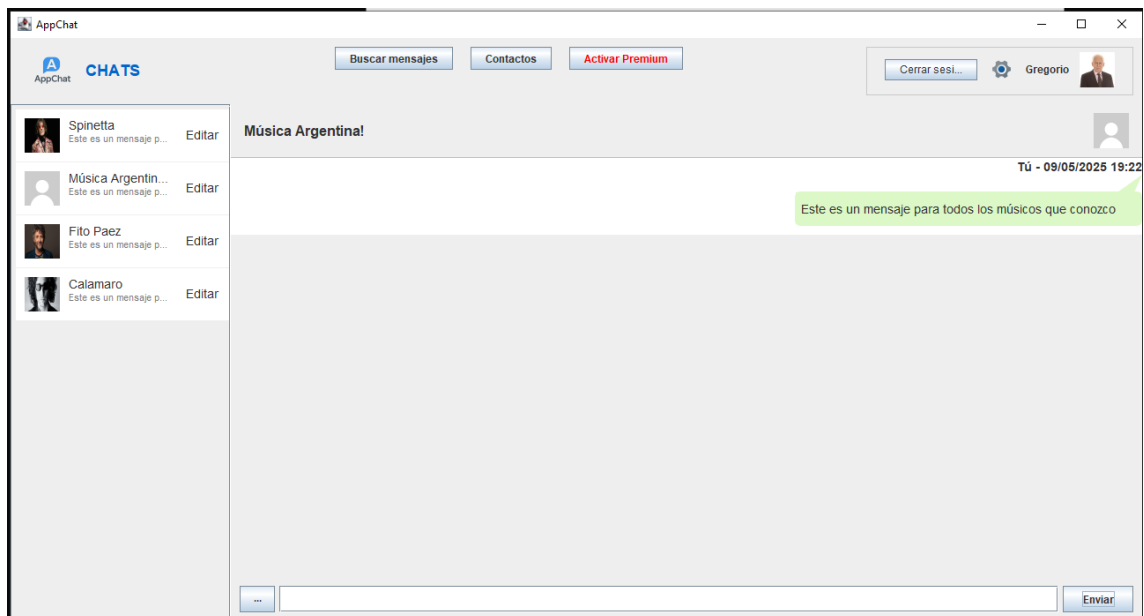 AppChat
AppChat
CHATS
Buscar mensajes
Contactos
Activar Premium
Cerrar sesi...
Gregorio
Spinetta
Este es un mensaje p...
Editar
Música Argentin...
Este es un mensaje p...
Editar
Fito Paez
Este es un mensaje p...
Editar
Calamaro
Este es un mensaje p...
Editar
Música Argentina!
Tú - 09/05/2025 19:22
Este es un mensaje para todos los músicos que conozco
...
Enviar